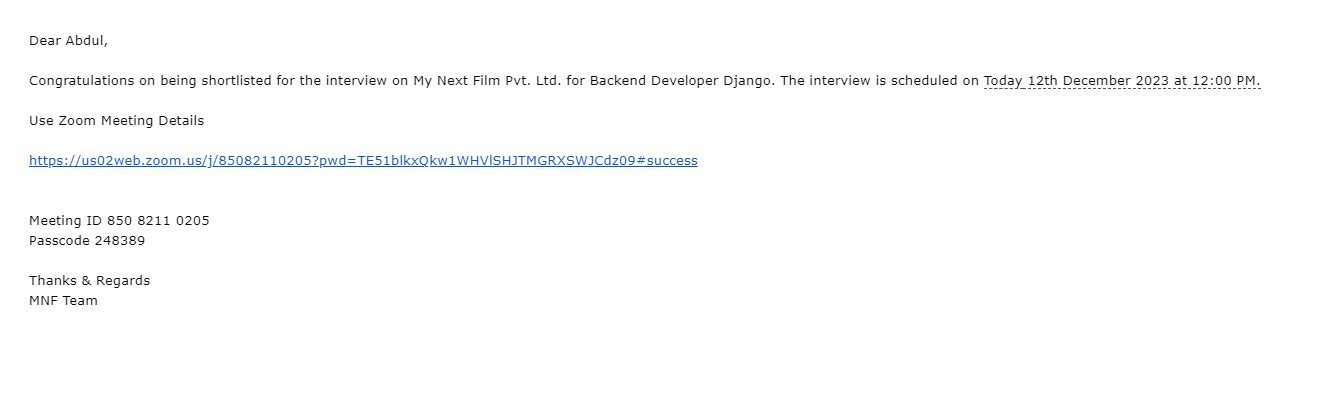 Dear Abdul,
Congratulations on being shortlisted for the interview on My Next Film Pvt. Ltd. for Backend Developer Django. The interview is scheduled on Today 12th December 2023 at 12:00 PM.
Use Zoom Meeting Details
https://us02web.zoom.us/j/85082110205?pwd=TE51blkxQkw1WHVlSHJTMGRXSWJCdz09#success
Meeting ID 850 8211 0205
Passcode 248389
Thanks & Regards
MNF Team